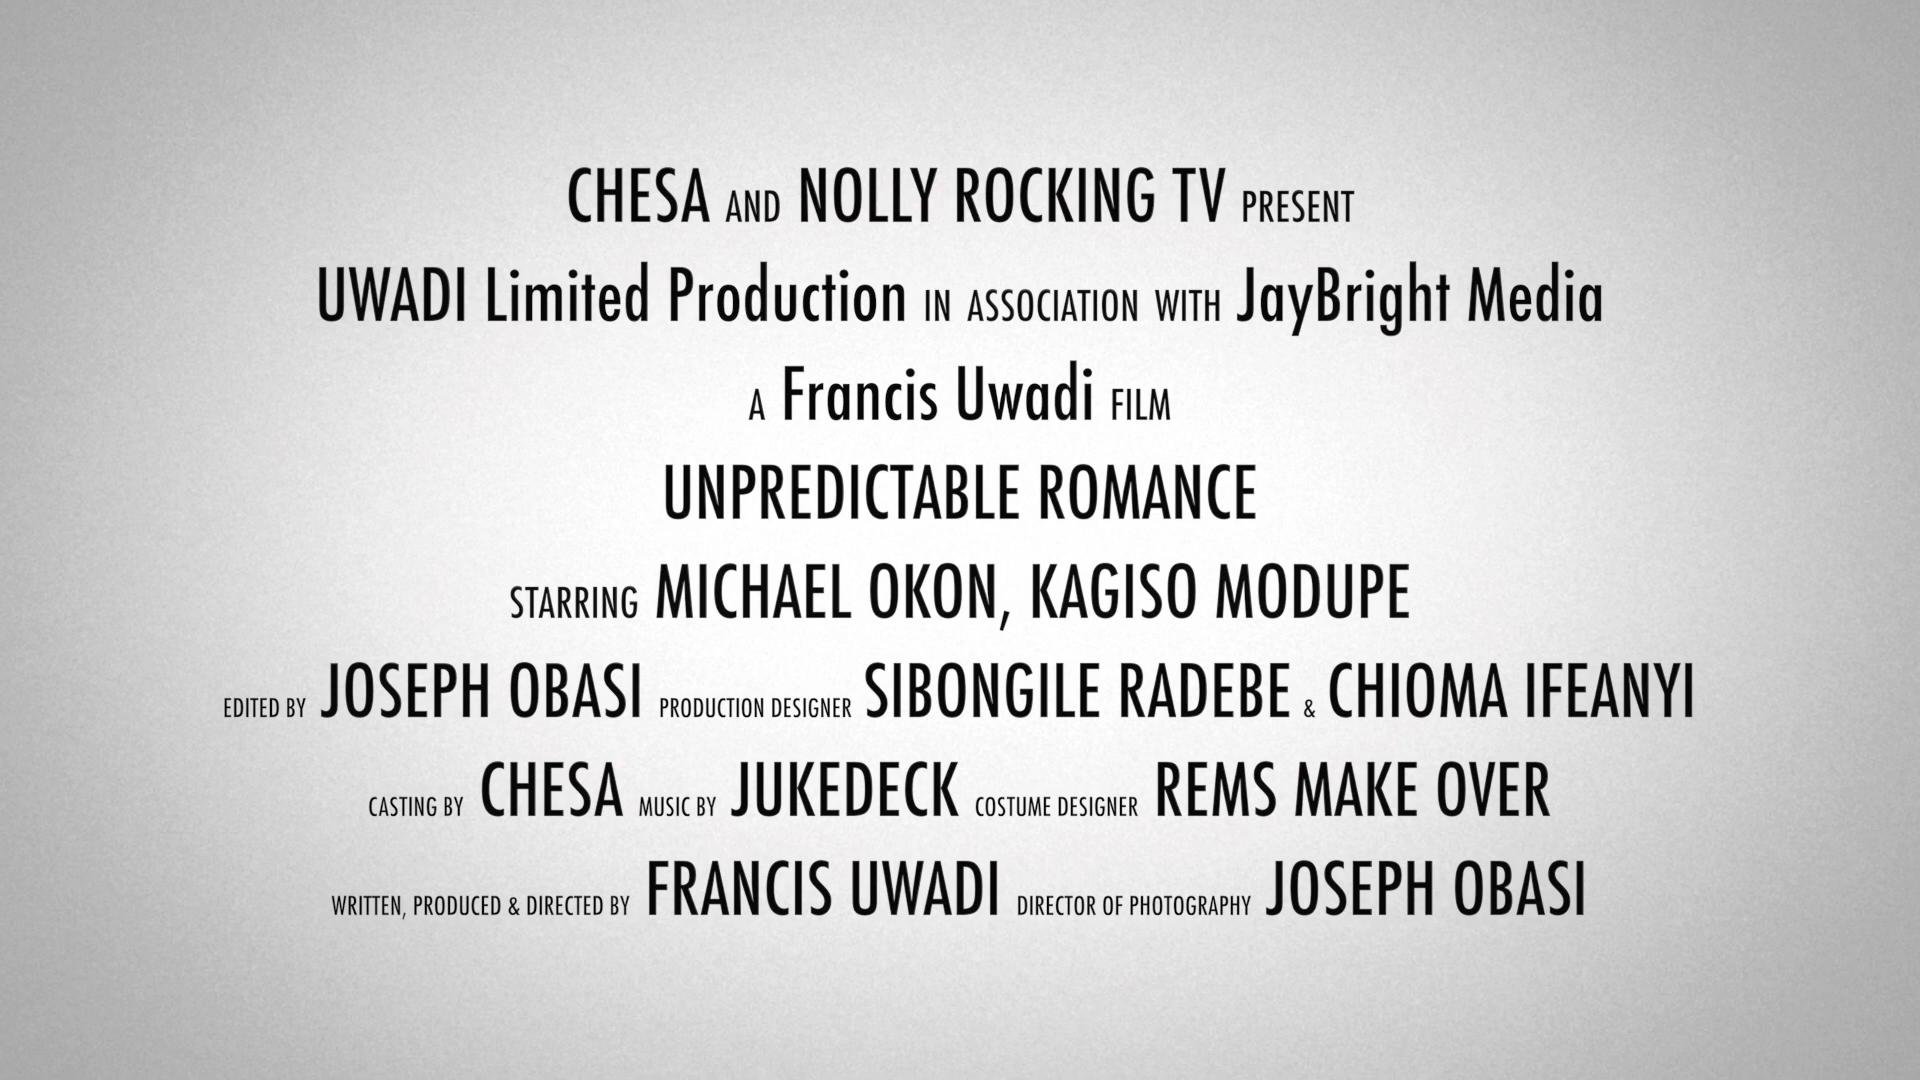 CHESA AND NOLLY ROCKING TV PRESENT
UWADI Limited Production IN ASSOCIATION WITH JayBright Media
A Francis Uwadi FILM
UNPREDICTABLE ROMANCE
STARRING MICHAEL OKON, KAGISO MODUPE
EDITED BY JOSEPH OBASI PRODUCTION DESIGNER SIBONGILE RADEBE & CHIOMA IFEANYI
CASTING BY CHESA MUSIC BY JUKEDECK COSTUME DESIGNER REMS MAKE OVER
WRITTEN, PRODUCED & DIRECTED BY FRANCIS UWADI DIRECTOR OF PHOTOGRAPHY JOSEPH OBASI